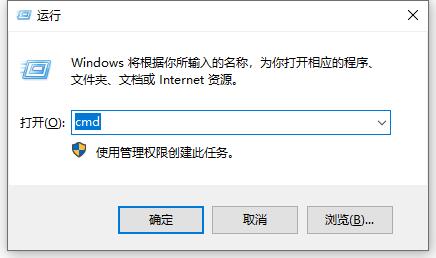 运行
Windows 将根据你所输入的名称，为你打开相应的程序、
文件夹、文档或 Internet 资源。
打开(O): cmd
使用管理权限创建此任务。
确定 取消 浏览(B)...